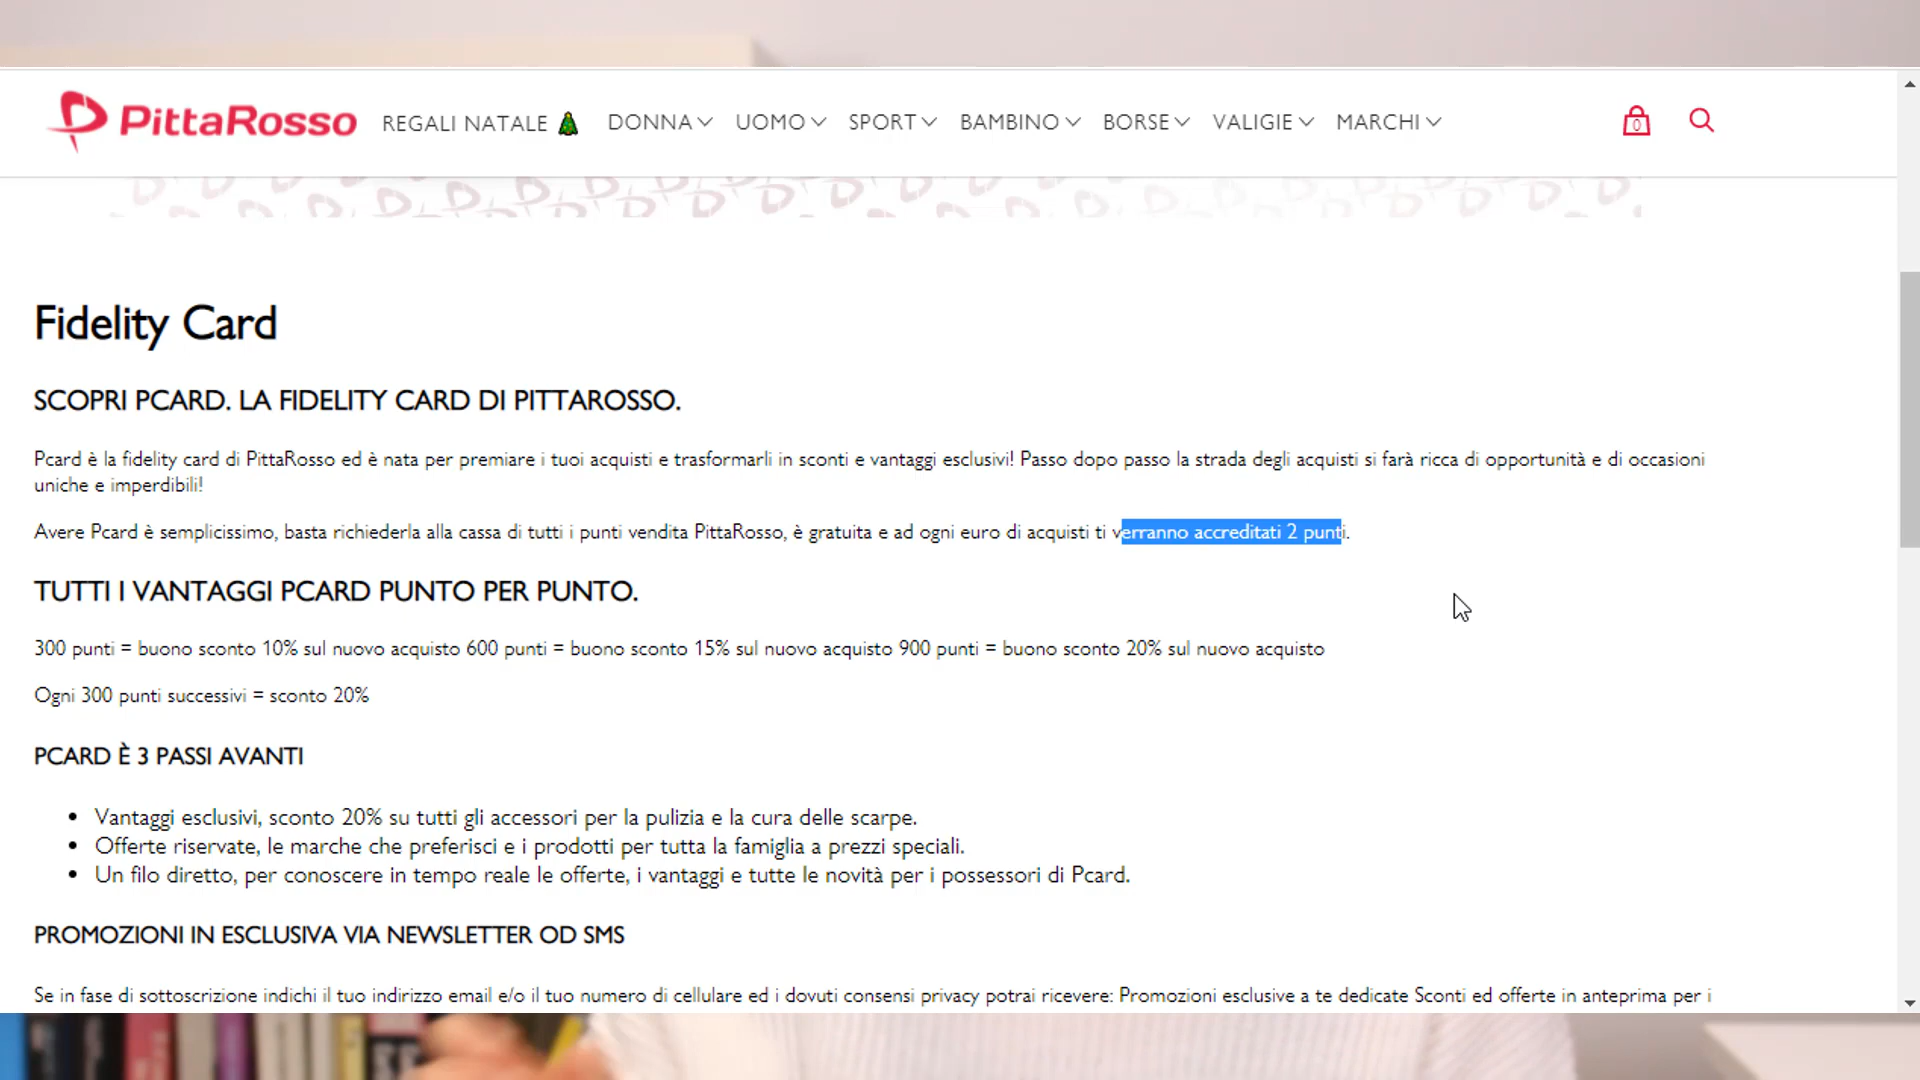 PittaRosso REGALI NATALE DONNA UOMO SPORT BAMBINO BORSE VALIGIE MARCHI 0
Fidelity Card
SCOPRI PCARD. LA FIDELITY CARD DI PITTAROSSO.
Pcard è la fidelity card di PittaRosso ed è nata per premiare i tuoi acquisti e trasformarli in sconti e vantaggi esclusivi! Passo dopo passo la strada degli acquisti si farà ricca di opportunità e di occasioni
uniche e imperdibili!
Avere Pcard è semplicissimo, basta richiederla alla cassa di tutti i punti vendita PittaRosso, è gratuita e ad ogni euro di acquisti ti verranno accreditati 2 punti.
TUTTI I VANTAGGI PCARD PUNTO PER PUNTO.
300 punti = buono sconto 10% sul nuovo acquisto 600 punti = buono sconto 15% sul nuovo acquisto 900 punti = buono sconto 20% sul nuovo acquisto
Ogni 300 punti successivi = sconto 20%
PCARD È 3 PASSI AVANTI
• Vantaggi esclusivi, sconto 20% su tutti gli accessori per la pulizia e la cura delle scarpe.
• Offerte riservate, le marche che preferisci e i prodotti per tutta la famiglia a prezzi speciali.
• Un filo diretto, per conoscere in tempo reale le offerte, i vantaggi e tutte le novità per i possessori di Pcard.
PROMOZIONI IN ESCLUSIVA VIA NEWSLETTER OD SMS
Se in fase di sottoscrizione indichi il tuo indirizzo email e/o il tuo numero di cellulare ed i dovuti consensi privacy potrai ricevere: Promozioni esclusive a te dedicate Sconti ed offerte in anteprima per i